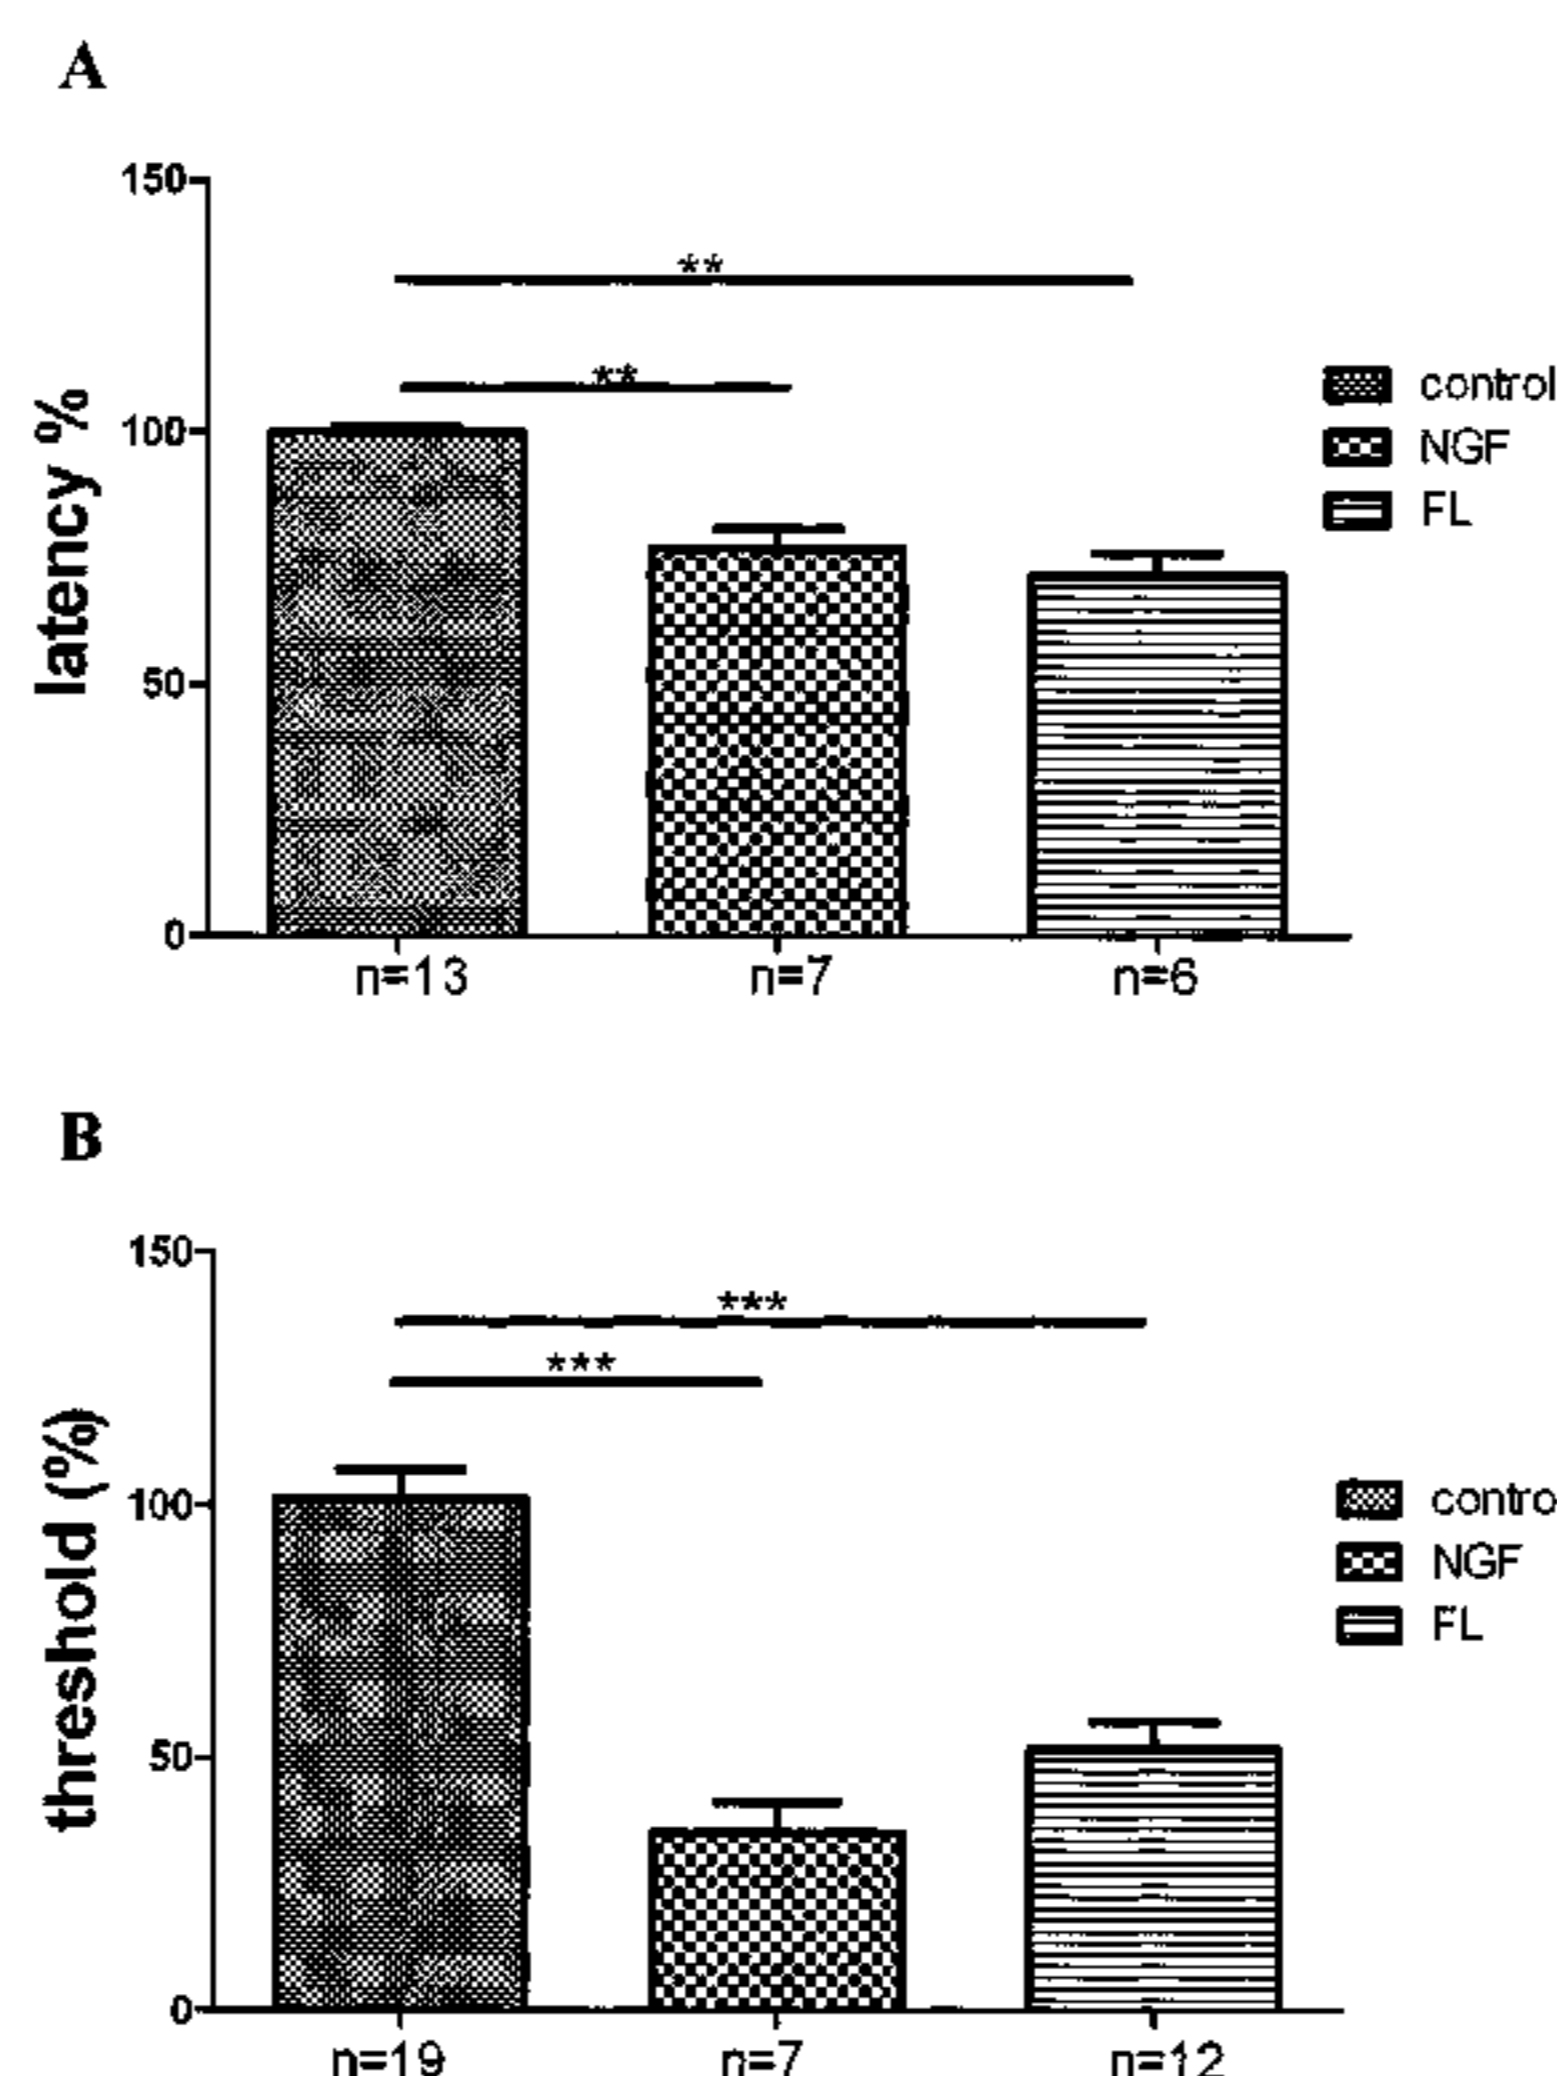 A
150
**
**
100
50
0
latency %
control
NGF
FL
n=13 n=7 n=6
B
150
***
***
100
50
0
threshold (%)
contro
NGF
FL
n=19 n=7 n=12